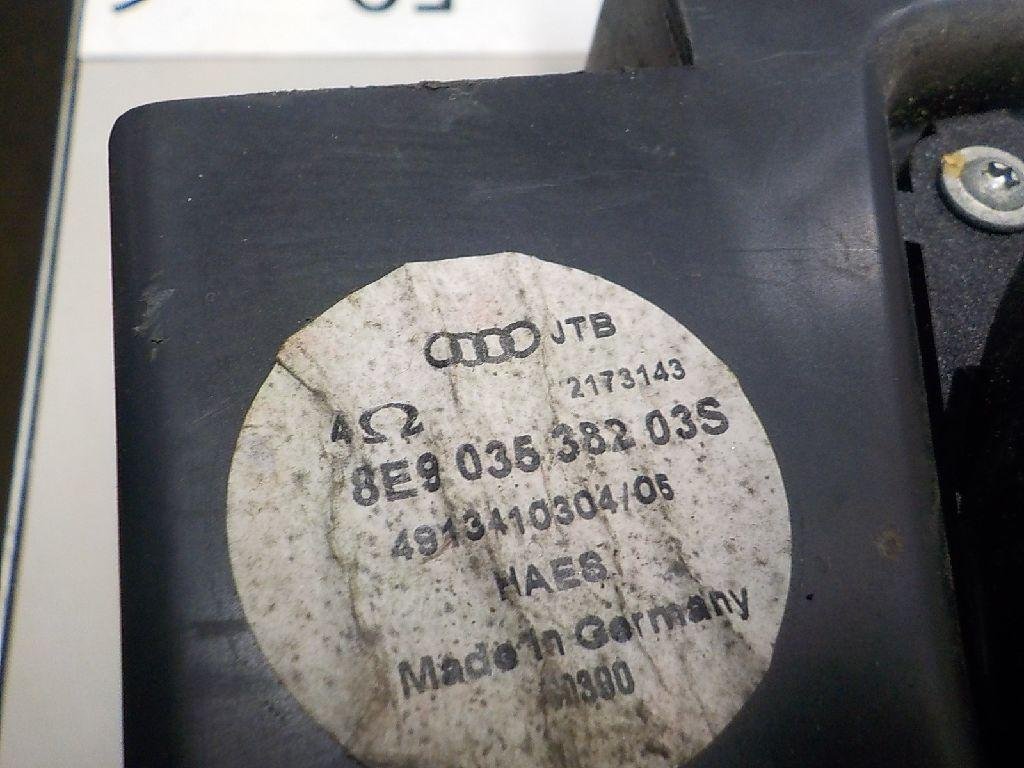 JTB
2173143
4Ω
8E9 035 382 03S
4913410304/05
HAES
Made in Germany